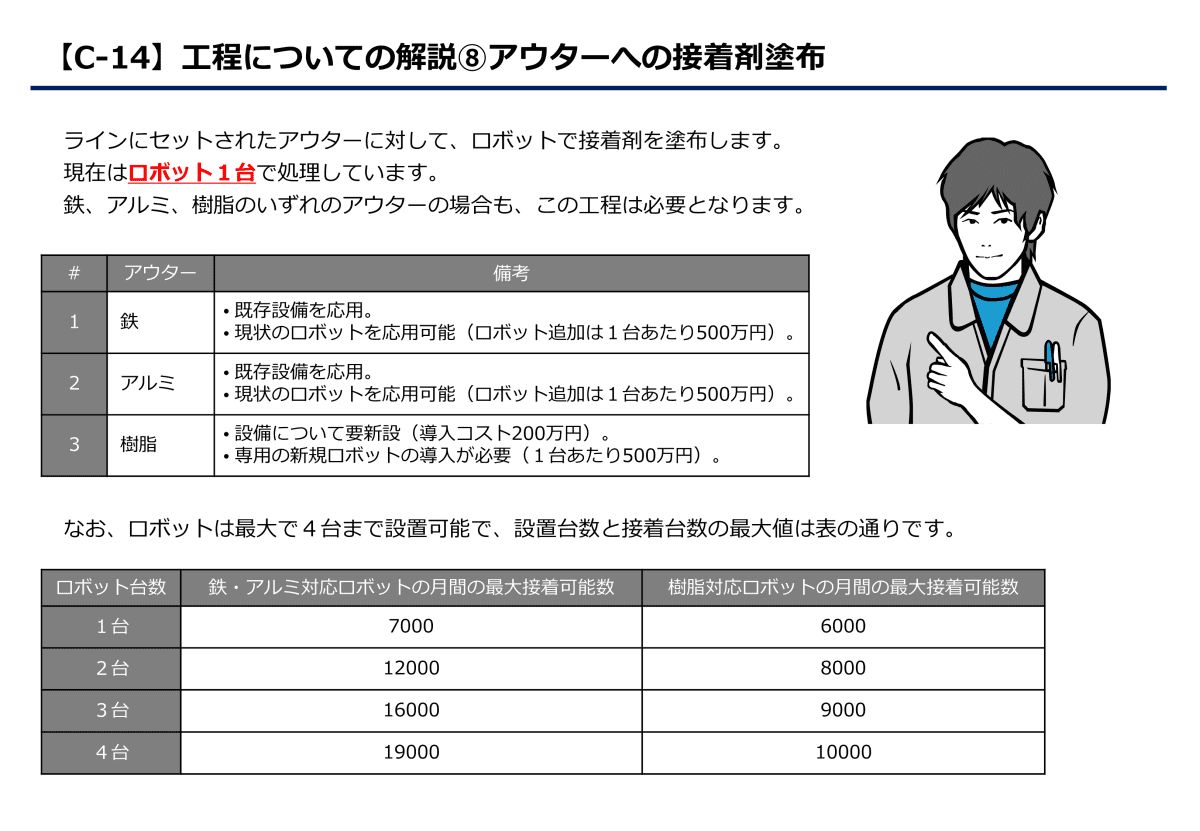 【C-14】工程についての解説⑧アウターへの接着剤塗布
ラインにセットされたアウターに対して、ロボットで接着剤を塗布します。
現在はロボット１台で処理しています。
鉄、アルミ、樹脂のいずれのアウターの場合も、この工程は必要となります。
# アウター 備考
1 鉄 • 既存設備を応用。
• 現状のロボットを応用可能（ロボット追加は１台あたり500万円）。
2 アルミ • 既存設備を応用。
• 現状のロボットを応用可能（ロボット追加は１台あたり500万円）。
3 樹脂 • 設備について要新設（導入コスト200万円）。
• 専用の新規ロボットの導入が必要（１台あたり500万円）。
なお、ロボットは最大で４台まで設置可能で、設置台数と接着台数の最大値は表の通りです。
ロボット台数 鉄・アルミ対応ロボットの月間の最大接着可能数 樹脂対応ロボットの月間の最大接着可能数
１台 7000 6000
２台 12000 8000
３台 16000 9000
４台 19000 10000